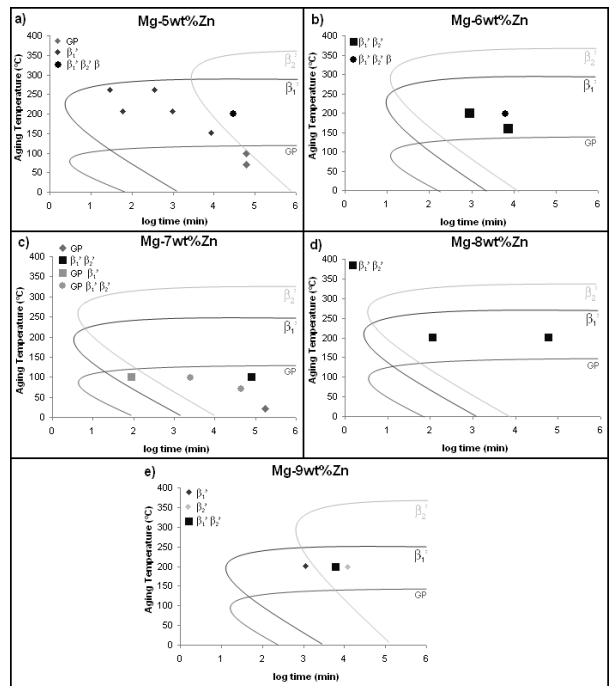 a)
Mg-5wt%Zn
GP
β₁'
β₁' β₂' β
Aging Temperature (°C)
400
350
300
250
200
150
100
50
0
β₂'
β₁'
GP
0 1 2 3 4 5 6
log time (min)
b)
Mg-6wt%Zn
β₁' β₂'
β₁' β₂' β
Aging Temperature (°C)
400
350
300
250
200
150
100
50
0
β₂'
β₁'
GP
0 1 2 3 4 5 6
log time (min)
c)
Mg-7wt%Zn
GP
β₁' β₂'
GP β₁'
GP β₁' β₂'
Aging Temperature (°C)
400
350
300
250
200
150
100
50
0
β₂'
β₁'
GP
0 1 2 3 4 5 6
log time (min)
d)
Mg-8wt%Zn
β₁' β₂'
Aging Temperature (°C)
400
350
300
250
200
150
100
50
0
β₂'
β₁'
GP
0 1 2 3 4 5 6
log time (min)
e)
Mg-9wt%Zn
β₁'
β₂'
β₁' β₂'
Aging Temperature (°C)
400
350
300
250
200
150
100
50
0
β₂'
β₁'
GP
0 1 2 3 4 5 6
log time (min)